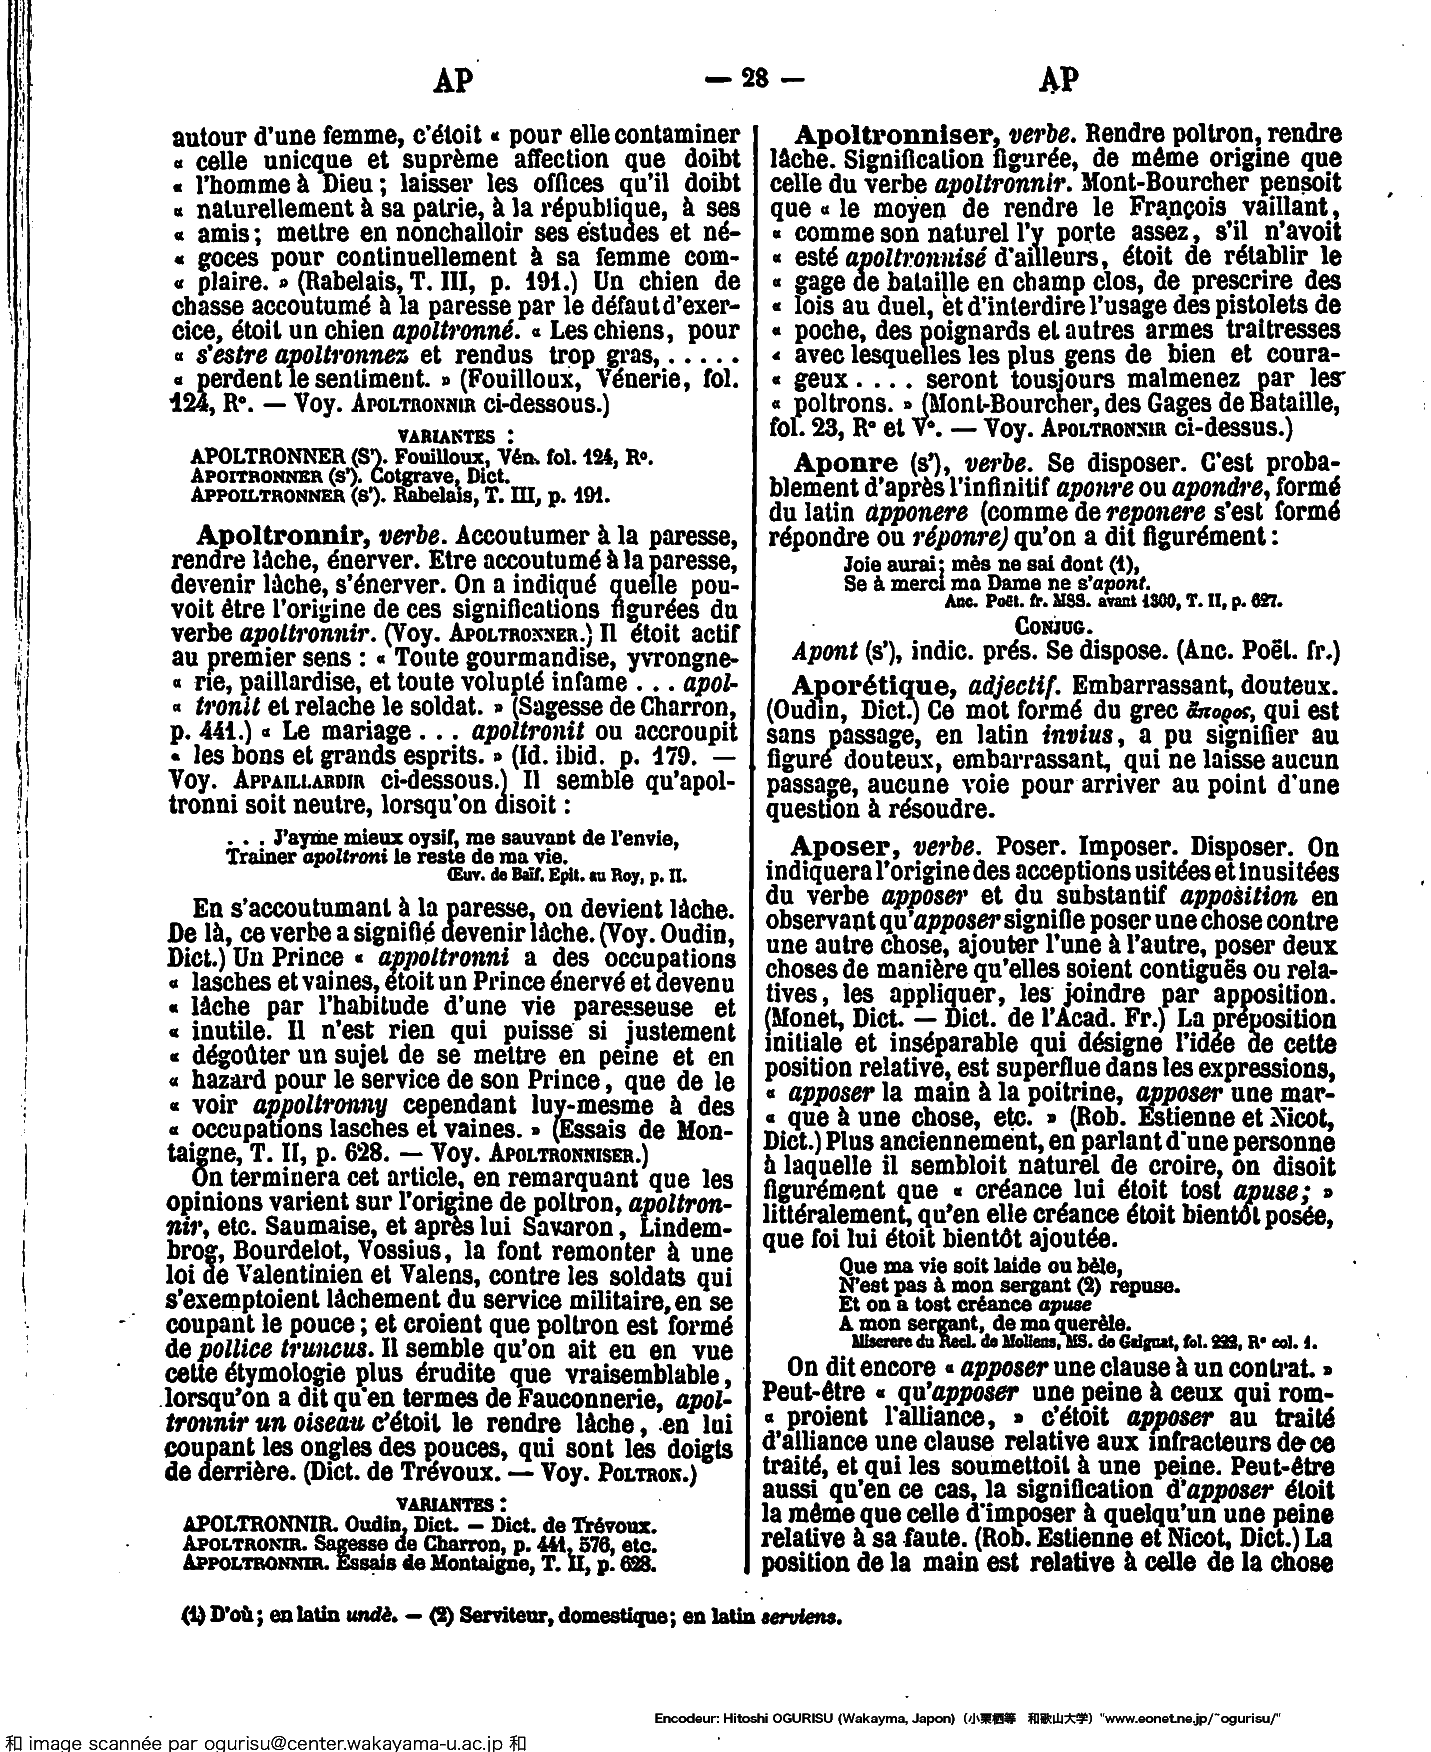 AP — 28 — AP
autour d'une femme, c'étoit « pour elle contaminer
« celle unicque et suprème affection que doibt
« l'homme à Dieu ; laisser les offices qu'il doibt
« naturellement à sa patrie, à la république, à ses
« amis ; mettre en nonchalloir ses estudes et né-
« goces pour continuellement à sa femme com-
« plaire. » (Rabelais, T. III, p. 191.) Un chien de
chasse accoutumé à la paresse par le défaut d'exer-
cice, étoit un chien apoltronné. « Les chiens, pour
« s'estre apoltronnez et rendus trop gras, . . . . .
« perdent le sentiment. » (Fouilloux, Vénerie, fol.
124, R°. — Voy. APOLTRONNIR ci-dessous.)
VARIANTES :
APOLTRONNER (S'). Fouilloux, Vén. fol. 124, R°.
APOITRONNER (s'). Cotgrave, Dict.
APPOILTRONNER (s'). Rabelais, T. III, p. 191.
Apoltronnir, verbe. Accoutumer à la paresse,
rendre lâche, énerver. Etre accoutumé à la paresse,
devenir lâche, s'énerver. On a indiqué quelle pou-
voit être l'origine de ces significations figurées du
verbe apoltronnir. (Voy. APOLTRONNER.) Il étoit actif
au premier sens : « Toute gourmandise, yvrongne-
« rie, paillardise, et toute volupté infame . . . apol-
« tronit et relache le soldat. » (Sagesse de Charron,
p. 441.) « Le mariage . . . apoltronit ou accroupit
« les bons et grands esprits. » (Id. ibid. p. 179. —
Voy. APPAILLARDIR ci-dessous.) Il semble qu'apol-
tronni soit neutre, lorsqu'on disoit :
. . . J'ayme mieux oysif, me sauvant de l'envie,
Trainer apoltroni le reste de ma vie.
Œuv. de Baïf. Epit. au Roy, p. II.
En s'accoutumant à la paresse, on devient lâche.
De là, ce verbe a signifié devenir lâche. (Voy. Oudin,
Dict.) Un Prince « appoltronni a des occupations
« lasches et vaines, étoit un Prince énervé et devenu
« lâche par l'habitude d'une vie paresseuse et
« inutile. Il n'est rien qui puisse si justement
« dégoûter un sujet de se mettre en peine et en
« hazard pour le service de son Prince, que de le
« voir appoltronny cependant luy-mesme à des
« occupations lasches et vaines. » (Essais de Mon-
taigne, T. II, p. 628. — Voy. APOLTRONNISER.)
On terminera cet article, en remarquant que les
opinions varient sur l'origine de poltron, apoltron-
nir, etc. Saumaise, et après lui Savaron, Lindem-
brog, Bourdelot, Vossius, la font remonter à une
loi de Valentinien et Valens, contre les soldats qui
s'exemptoient lâchement du service militaire, en se
coupant le pouce ; et croient que poltron est formé
de pollice truncus. Il semble qu'on ait eu en vue
cette étymologie plus érudite que vraisemblable,
lorsqu'on a dit qu'en termes de Fauconnerie, apol-
tronnir un oiseau c'étoit le rendre lâche, en lui
coupant les ongles des pouces, qui sont les doigts
de derrière. (Dict. de Trévoux. — Voy. POLTRON.)
VARIANTES :
APOLTRONNIR. Oudin, Dict. — Dict. de Trévoux.
APOLTRONIR. Sagesse de Charron, p. 441, 576, etc.
APPOLTRONNIR. Essais de Montaigne, T. II, p. 628.
Apoltronniser, verbe. Rendre poltron, rendre
lâche. Signification figurée, de même origine que
celle du verbe apoltronnir. Mont-Bourcher pensoit
que « le moyen de rendre le François vaillant,
« comme son naturel l'y porte assez, s'il n'avoit
« esté apoltronnisé d'ailleurs, étoit de rétablir le
« gage de bataille en champ clos, de prescrire des
« lois au duel, et d'interdire l'usage des pistolets de
« poche, des poignards et autres armes traitresses
« avec lesquelles les plus gens de bien et coura-
« geux . . . . seront tousjours malmenez par les
« poltrons. » (Mont-Bourcher, des Gages de Bataille,
fol. 23, R° et V°. — Voy. APOLTRONNIR ci-dessus.)
Aponre (s'), verbe. Se disposer. C'est proba-
blement d'après l'infinitif aponre ou apondre, formé
du latin apponere (comme de reponere s'est formé
répondre ou réponre) qu'on a dit figurément :
Joie aurai ; mès ne sai dont (1),
Se à merci ma Dame ne s'apont.
Anc. Poët. fr. MSS. avant 1300, T. II, p. 627.
CONJUG.
Apont (s'), indic. prés. Se dispose. (Anc. Poët. fr.)
Aporétique, adjectif. Embarrassant, douteux.
(Oudin, Dict.) Ce mot formé du grec ἄπορος, qui est
sans passage, en latin invius, a pu signifier au
figuré douteux, embarrassant, qui ne laisse aucun
passage, aucune voie pour arriver au point d'une
question à résoudre.
Aposer, verbe. Poser. Imposer. Disposer. On
indiquera l'origine des acceptions usitées et inusitées
du verbe apposer et du substantif apposition en
observant qu'apposer signifie poser une chose contre
une autre chose, ajouter l'une à l'autre, poser deux
choses de manière qu'elles soient contiguës ou rela-
tives, les appliquer, les joindre par apposition.
(Monet, Dict. — Dict. de l'Acad. Fr.) La préposition
initiale et inséparable qui désigne l'idée de cette
position relative, est superflue dans les expressions,
« apposer la main à la poitrine, apposer une mar-
« que à une chose, etc. » (Rob. Estienne et Nicot,
Dict.) Plus anciennement, en parlant d'une personne
à laquelle il sembloit naturel de croire, on disoit
figurément que « créance lui étoit tost apuse ; »
littéralement, qu'en elle créance étoit bientôt posée,
que foi lui étoit bientôt ajoutée.
Que ma vie soit laide ou bèle,
N'est pas à mon sergant (2) repuse.
Et on a tost créance apuse
A mon sergant, de ma querèle.
Miserere du Recl. de Moliens, MS. de Gaignat, fol. 222, R° col. 1.
On dit encore « apposer une clause à un contrat. »
Peut-être « qu'apposer une peine à ceux qui rom-
« proient l'alliance, » c'étoit apposer au traité
d'alliance une clause relative aux infracteurs de ce
traité, et qui les soumettoit à une peine. Peut-être
aussi qu'en ce cas, la signification d'apposer étoit
la même que celle d'imposer à quelqu'un une peine
relative à sa faute. (Rob. Estienne et Nicot, Dict.) La
position de la main est relative à celle de la chose
(1) D'où ; en latin undè. — (2) Serviteur, domestique ; en latin serviens.
Encodeur: Hitoshi OGURISU (Wakayma, Japon)（小栗栖等 和歌山大学）"www.eonet.ne.jp/~ogurisu/"
和 image scannée par ogurisu@center.wakayama-u.ac.jp 和